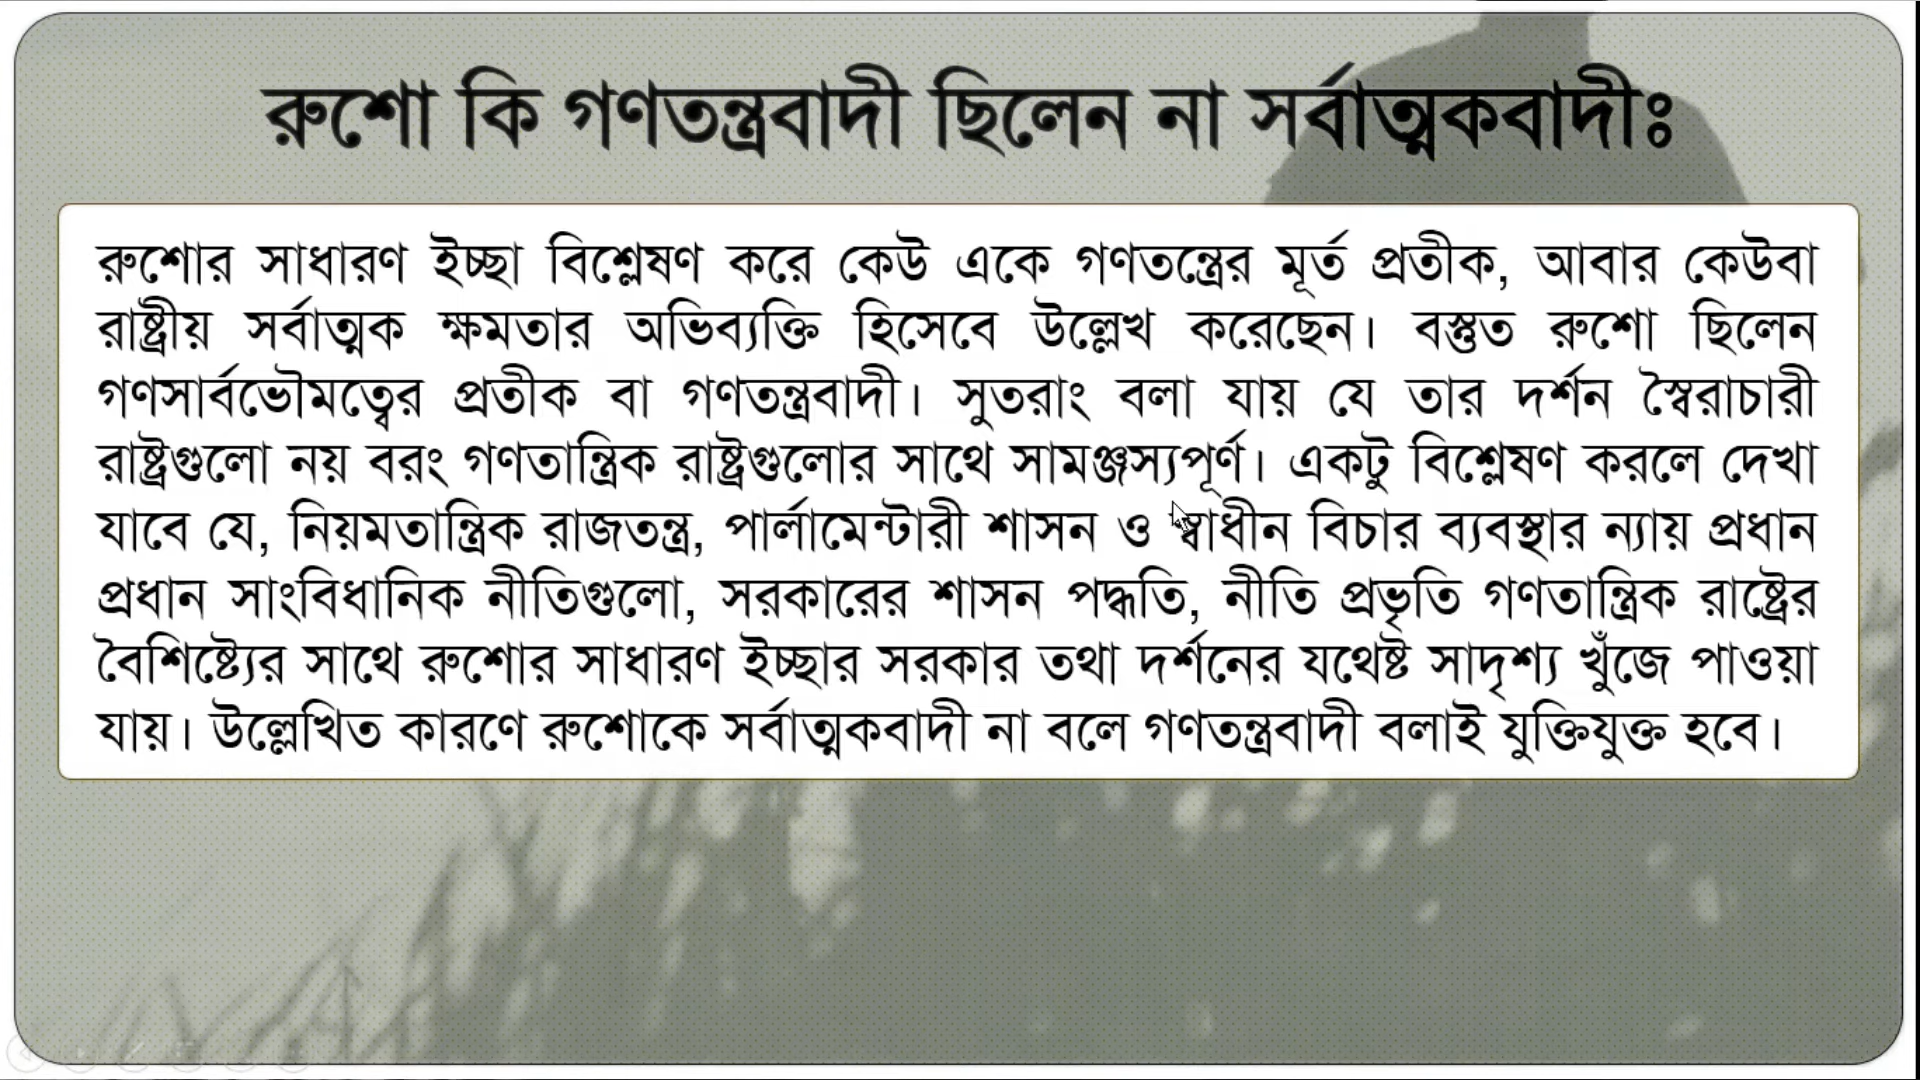 রুশো কি গণতন্ত্রবাদী ছিলেন না সর্বাত্মকবাদীঃ
রুশোর সাধারণ ইচ্ছা বিশ্লেষণ করে কেউ একে গণতন্ত্রের মূর্ত প্রতীক, আবার কেউবা
রাষ্ট্রীয় সর্বাত্মক ক্ষমতার অভিব্যক্তি হিসেবে উল্লেখ করেছেন। বস্তুত রুশো ছিলেন
গণসার্বভৌমত্বের প্রতীক বা গণতন্ত্রবাদী। সুতরাং বলা যায় যে তার দর্শন স্বৈরাচারী
রাষ্ট্রগুলো নয় বরং গণতান্ত্রিক রাষ্ট্রগুলোর সাথে সামঞ্জস্যপূর্ণ। একটু বিশ্লেষণ করলে দেখা
যাবে যে, নিয়মতান্ত্রিক রাজতন্ত্র, পার্লামেন্টারী শাসন ও স্বাধীন বিচার ব্যবস্থার ন্যায় প্রধান
প্রধান সাংবিধানিক নীতিগুলো, সরকারের শাসন পদ্ধতি, নীতি প্রভৃতি গণতান্ত্রিক রাষ্ট্রের
বৈশিষ্ট্যের সাথে রুশোর সাধারণ ইচ্ছার সরকার তথা দর্শনের যথেষ্ট সাদৃশ্য খুঁজে পাওয়া
যায়। উল্লেখিত কারণে রুশোকে সর্বাত্মকবাদী না বলে গণতন্ত্রবাদী বলাই যুক্তিযুক্ত হবে।